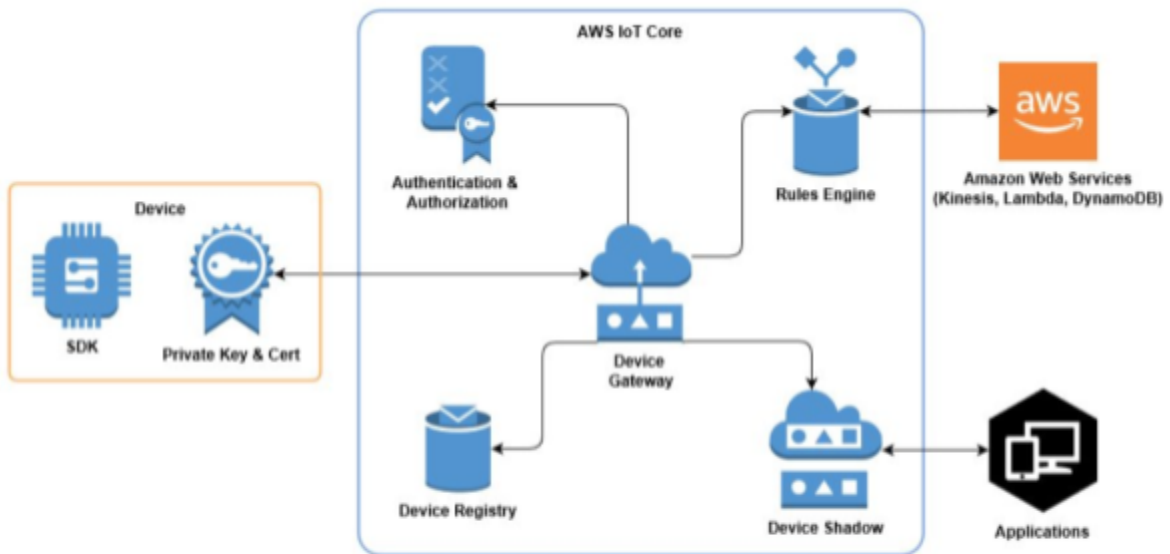 AWS IoT Core
Authentication &
Authorization
Rules Engine
aws
Amazon Web Services
(Kinesis, Lambda, DynamoDB)
Device
SDK
Private Key & Cert
Device
Gateway
Device Registry
Device Shadow
Applications